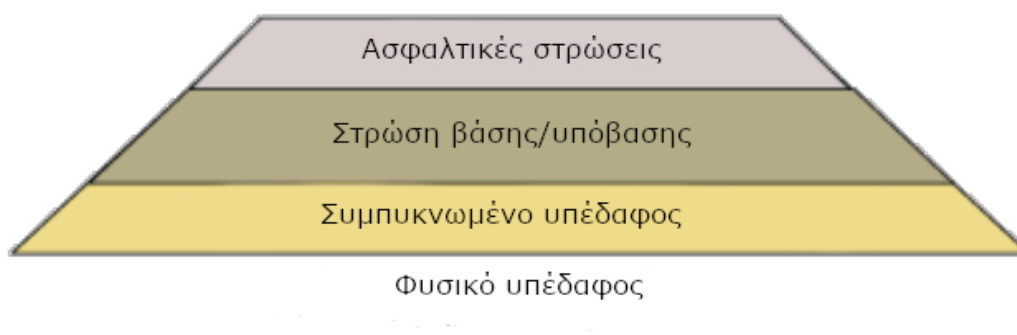 Ασφαλτικές στρώσεις
Στρώση βάσης/υπόβασης
Συμπυκνωμένο υπέδαφος
Φυσικό υπέδαφος